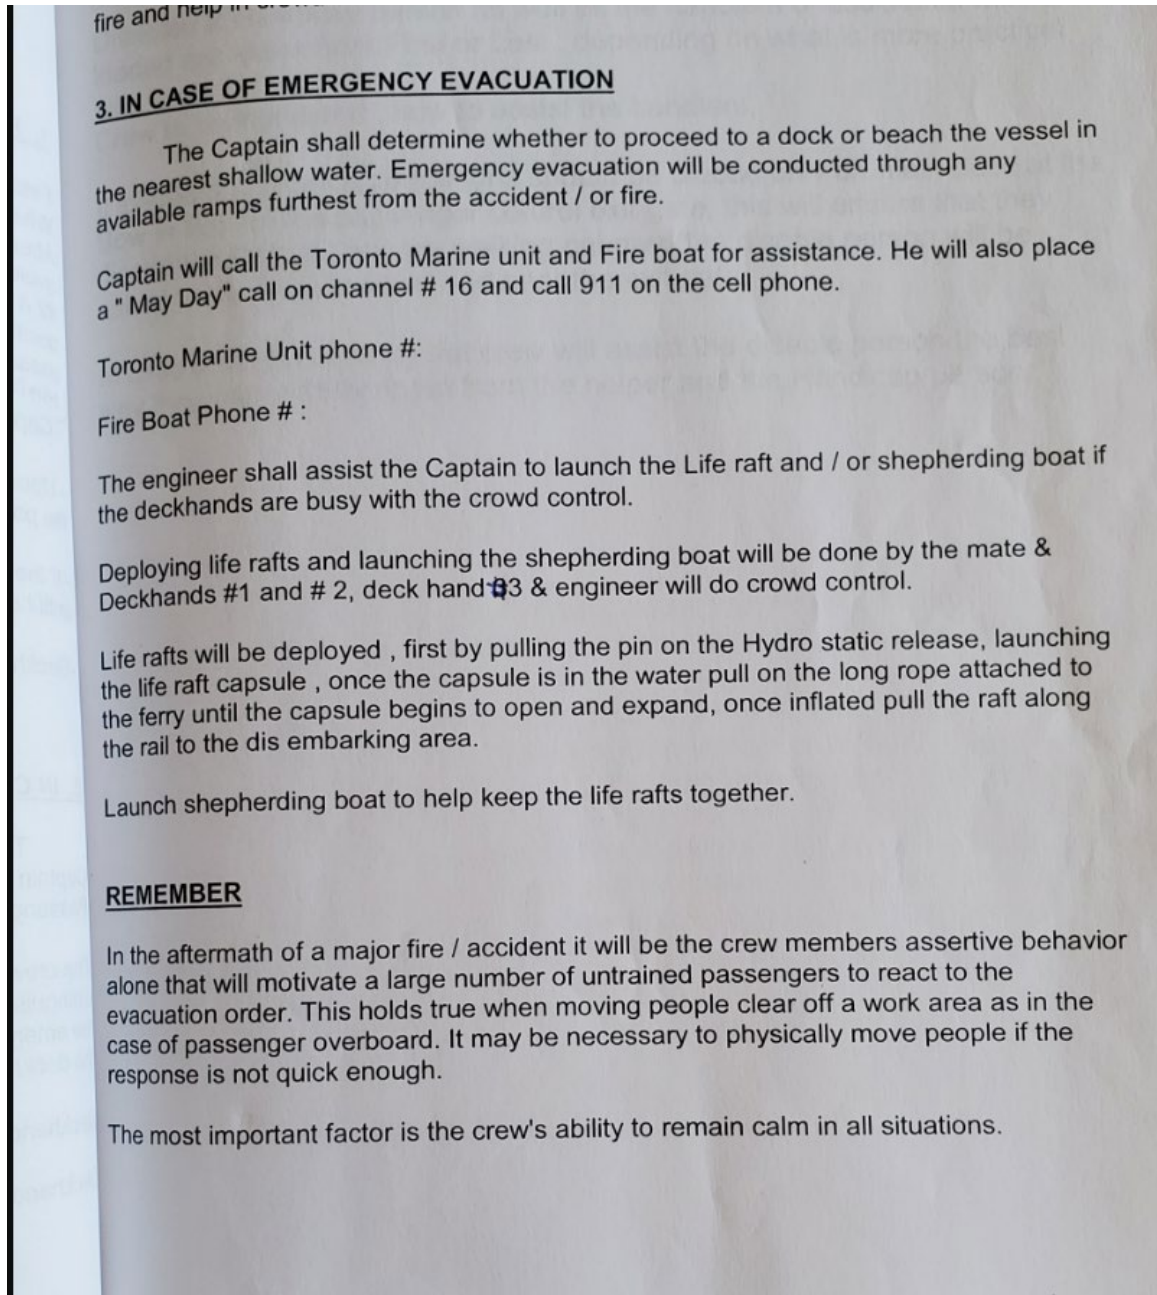 fire and help in
3. IN CASE OF EMERGENCY EVACUATION
The Captain shall determine whether to proceed to a dock or beach the vessel in
the nearest shallow water. Emergency evacuation will be conducted through any
available ramps furthest from the accident / or fire.
Captain will call the Toronto Marine unit and Fire boat for assistance. He will also place
a " May Day" call on channel # 16 and call 911 on the cell phone.
Toronto Marine Unit phone #:
Fire Boat Phone # :
The engineer shall assist the Captain to launch the Life raft and / or shepherding boat if
the deckhands are busy with the crowd control.
Deploying life rafts and launching the shepherding boat will be done by the mate &
Deckhands #1 and # 2, deck hand 3 & engineer will do crowd control.
Life rafts will be deployed , first by pulling the pin on the Hydro static release, launching
the life raft capsule , once the capsule is in the water pull on the long rope attached to
the ferry until the capsule begins to open and expand, once inflated pull the raft along
the rail to the dis embarking area.
Launch shepherding boat to help keep the life rafts together.
REMEMBER
In the aftermath of a major fire / accident it will be the crew members assertive behavior
alone that will motivate a large number of untrained passengers to react to the
evacuation order. This holds true when moving people clear off a work area as in the
case of passenger overboard. It may be necessary to physically move people if the
response is not quick enough.
The most important factor is the crew's ability to remain calm in all situations.